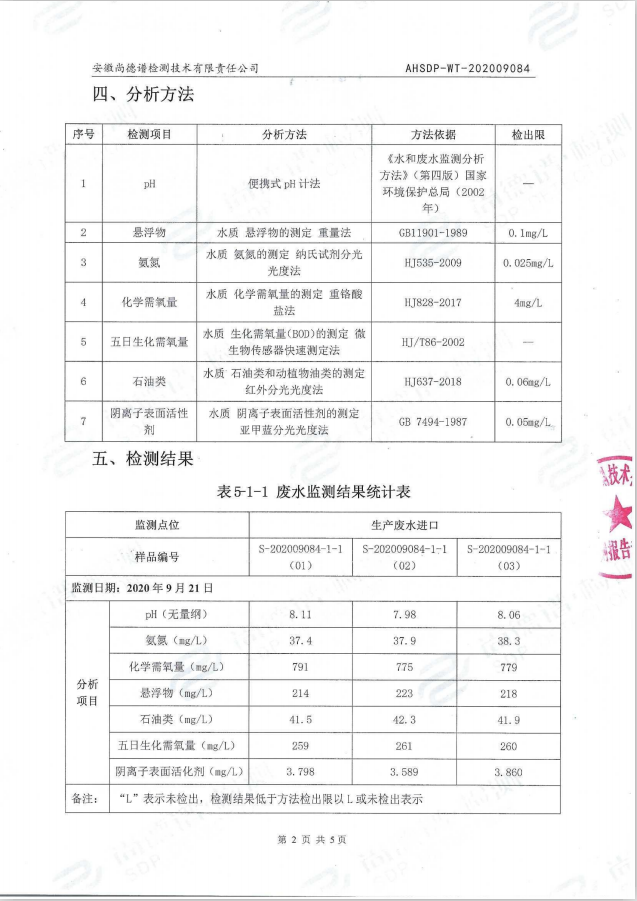 安徽尚德谱检测技术有限责任公司 AHSDP-WT-202009084
四、分析方法
序号 检测项目 分析方法 方法依据 检出限
1 pH 便携式 pH 计法 《水和废水监测分析
方法》（第四版）国家
环境保护总局（2002
年） —
2 悬浮物 水质 悬浮物的测定 重量法 GB11901-1989 0.1mg/L
3 氨氮 水质 氨氮的测定 纳氏试剂分光
光度法 HJ535-2009 0.025mg/L
4 化学需氧量 水质 化学需氧量的测定 重铬酸
盐法 HJ828-2017 4mg/L
5 五日生化需氧量 水质 生化需氧量(BOD)的测定 微
生物传感器快速测定法 HJ/T86-2002 —
6 石油类 水质 石油类和动植物油类的测定
红外分光光度法 HJ637-2018 0.06mg/L
7 阴离子表面活性
剂 水质 阴离子表面活性剂的测定
亚甲蓝分光光度法 GB 7494-1987 0.05mg/L
五、检测结果
表5-1-1 废水监测结果统计表
监测点位 生产废水进口
样品编号 S-202009084-1-1
（01） S-202009084-1-1
（02） S-202009084-1-1
（03）
监测日期：2020 年 9 月 21 日
分析
项目
pH（无量纲） 8.11 7.98 8.06
氨氮（mg/L） 37.4 37.9 38.3
化学需氧量（mg/L） 791 775 779
悬浮物（mg/L） 214 223 218
石油类（mg/L） 41.5 42.3 41.9
五日生化需氧量（mg/L） 259 261 260
阴离子表面活化剂（mg/L） 3.798 3.589 3.860
备注： “L”表示未检出，检测结果低于方法检出限以 L 或未检出表示
第 2 页 共 5 页
技术
报告